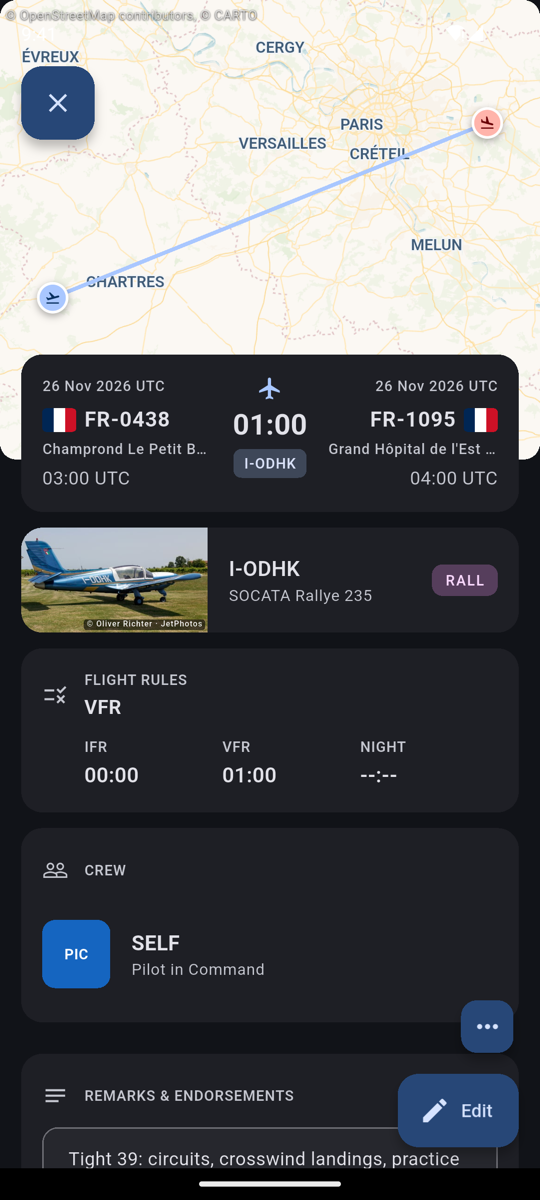 © OpenStreetMap contributors, © CARTO
CERGY
ÉVREUX
PARIS
VERSAILLES
CRÉTEIL
MELUN
CHARTRES
26 Nov 2026 UTC
26 Nov 2026 UTC
FR-0438
01:00
FR-1095
Champrond Le Petit B…
I-ODHK
Grand Hôpital de l'Est …
03:00 UTC
04:00 UTC
I-ODHK
© Oliver Richter · JetPhotos
I-ODHK
SOCATA Rallye 235
RALL
FLIGHT RULES
VFR
IFR VFR NIGHT
00:00 01:00 --:--
CREW
PIC
SELF
Pilot in Command
REMARKS & ENDORSEMENTS
Edit
Tight 39: circuits, crosswind landings, practice